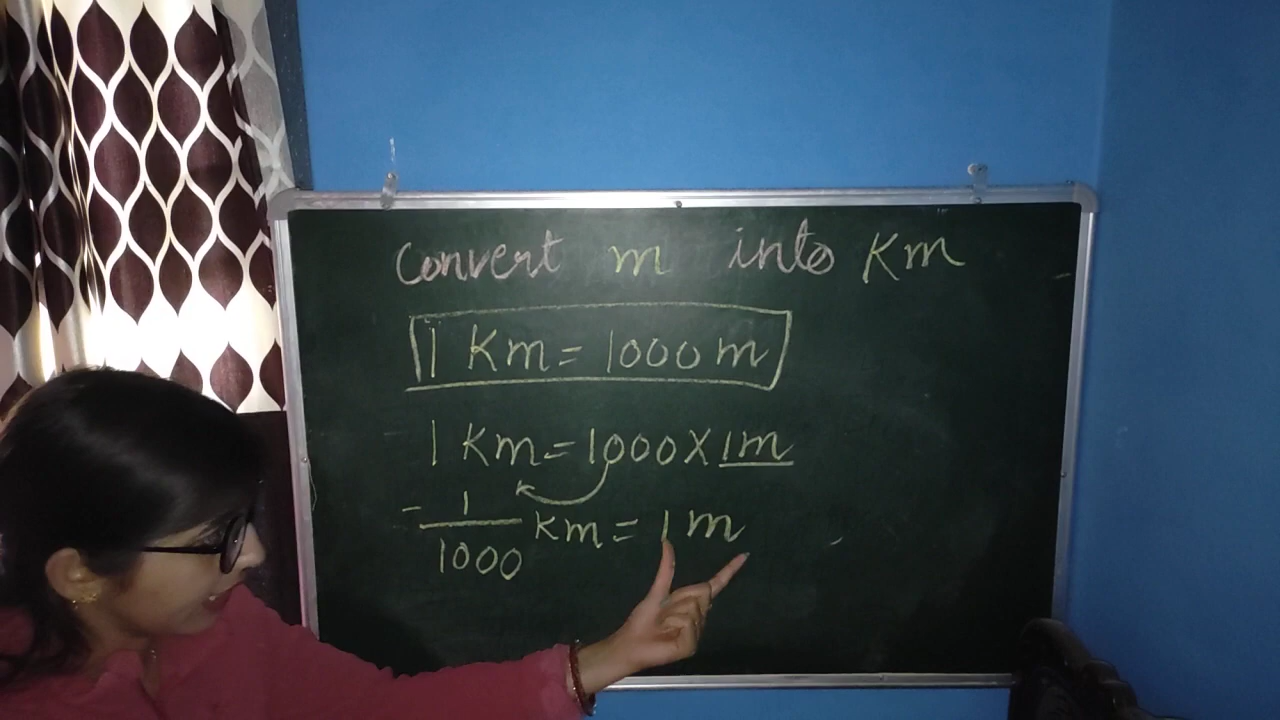 Convert m into Km
1 Km = 1000 m
1 Km = 1000 X 1m
- 1/1000 km = 1 m